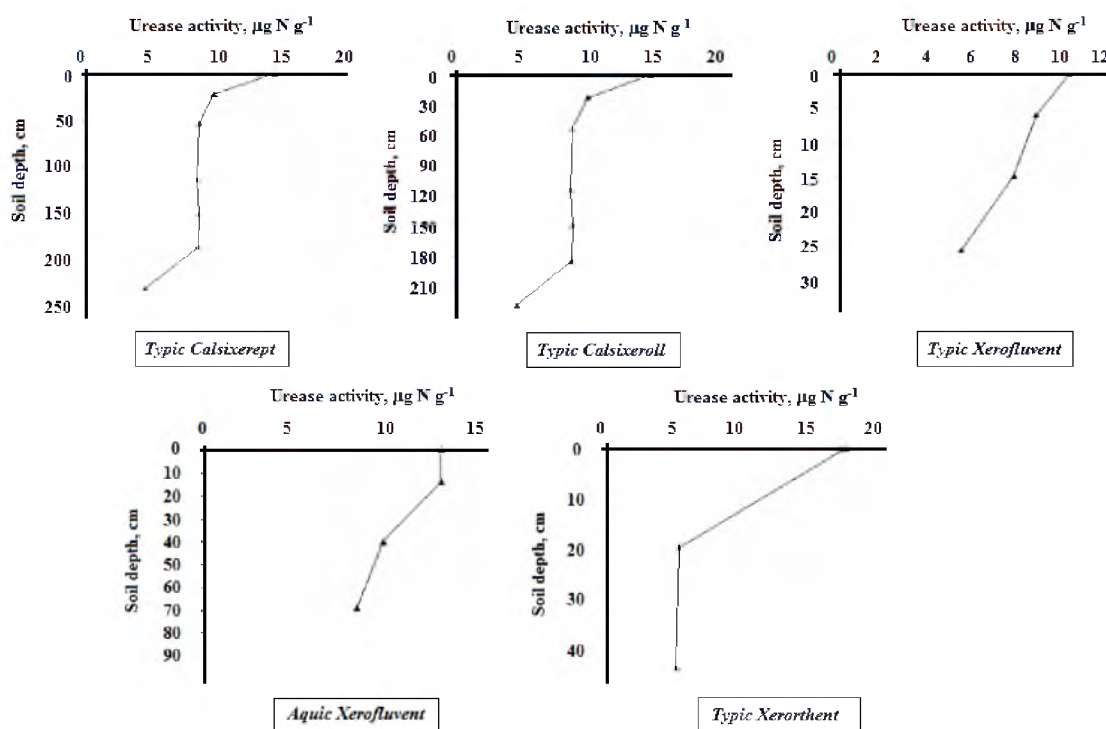 Urease activity, µg N g-1
0 5 10 15 20
Soil depth, cm
0
50
100
150
200
250
Typic Calsixerept
Urease activity, µg N g-1
0 5 10 15 20
Soil depth, cm
0
30
60
90
120
150
180
210
Typic Calsixeroll
Urease activity, µg N g-1
0 2 4 6 8 10 12
Soil depth, cm
0
5
10
15
20
25
30
Typic Xerofluvent
Urease activity, µg N g-1
0 5 10 15
Soil depth, cm
0
10
20
30
40
50
60
70
80
90
Aquic Xerofluvent
Urease activity, µg N g-1
0 5 10 15 20
Soil depth, cm
0
10
20
30
40
Typic Xerorthent